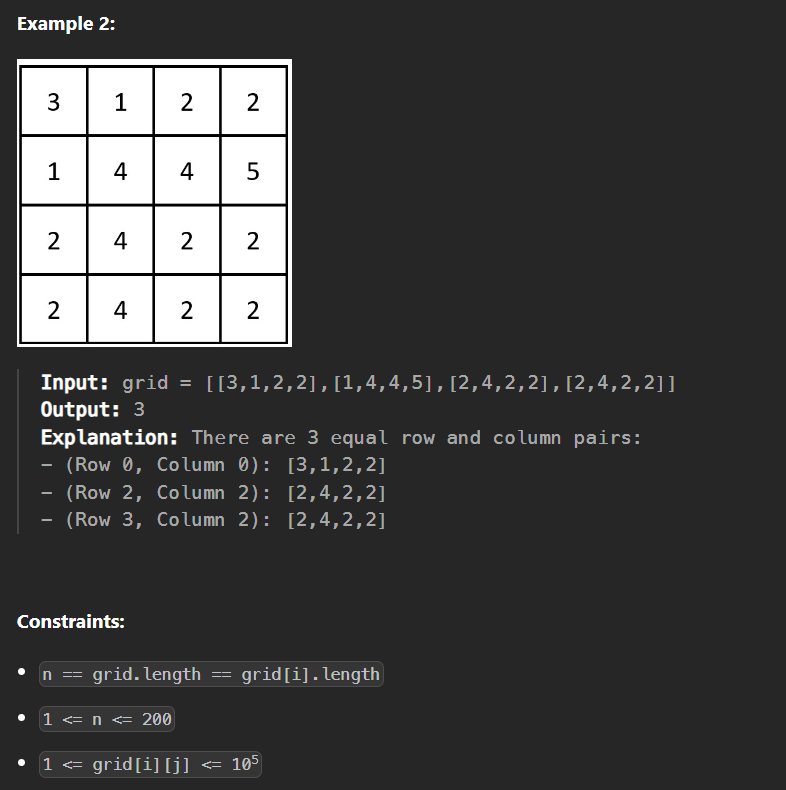 Example 2:
3 1 2 2
1 4 4 5
2 4 2 2
2 4 2 2
Input: grid = [[3,1,2,2],[1,4,4,5],[2,4,2,2],[2,4,2,2]]
Output: 3
Explanation: There are 3 equal row and column pairs:
- (Row 0, Column 0): [3,1,2,2]
- (Row 2, Column 2): [2,4,2,2]
- (Row 3, Column 2): [2,4,2,2]
Constraints:
• n == grid.length == grid[i].length
• 1 <= n <= 200
• 1 <= grid[i][j] <= 10⁵